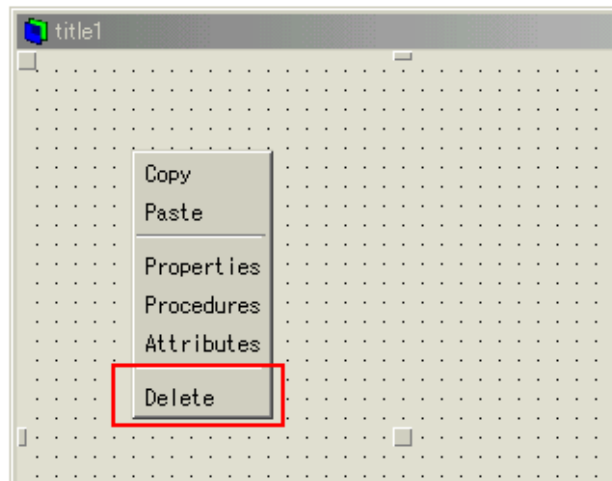 title1
Copy
Paste
Properties
Procedures
Attributes
Delete